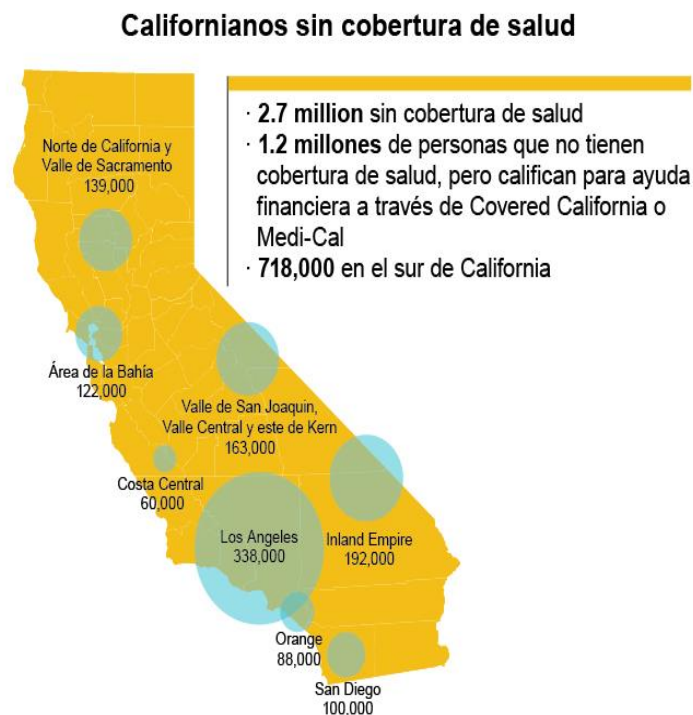 Californianos sin cobertura de salud
· 2.7 million sin cobertura de salud
· 1.2 millones de personas que no tienen
cobertura de salud, pero califican para ayuda
financiera a través de Covered California o
Medi-Cal
· 718,000 en el sur de California
Norte de California y
Valle de Sacramento
139,000
Área de la Bahía
122,000
Valle de San Joaquin,
Valle Central y este de Kern
163,000
Costa Central
60,000
Los Angeles
338,000
Inland Empire
192,000
Orange
88,000
San Diego
100,000